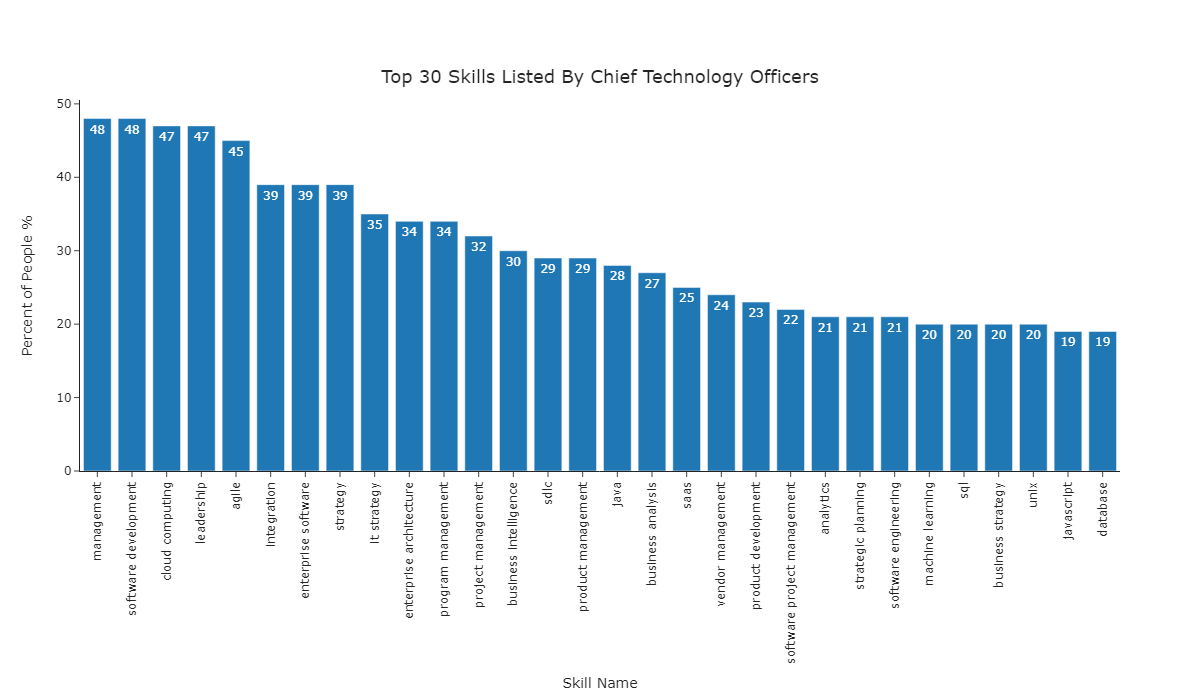 Top 30 Skills Listed By Chief Technology Officers
Percent of People %
50
40
30
20
10
0
48
48
47
47
45
39
39
39
35
34
34
32
30
29
29
28
27
25
24
23
22
21
21
21
20
20
20
20
19
19
management
software development
cloud computing
leadership
agile
integration
enterprise software
strategy
it strategy
enterprise architecture
program management
project management
business intelligence
sdlc
product management
java
business analysis
saas
vendor management
product development
software project management
analytics
strategic planning
software engineering
machine learning
sql
business strategy
unix
javascript
database
Skill Name